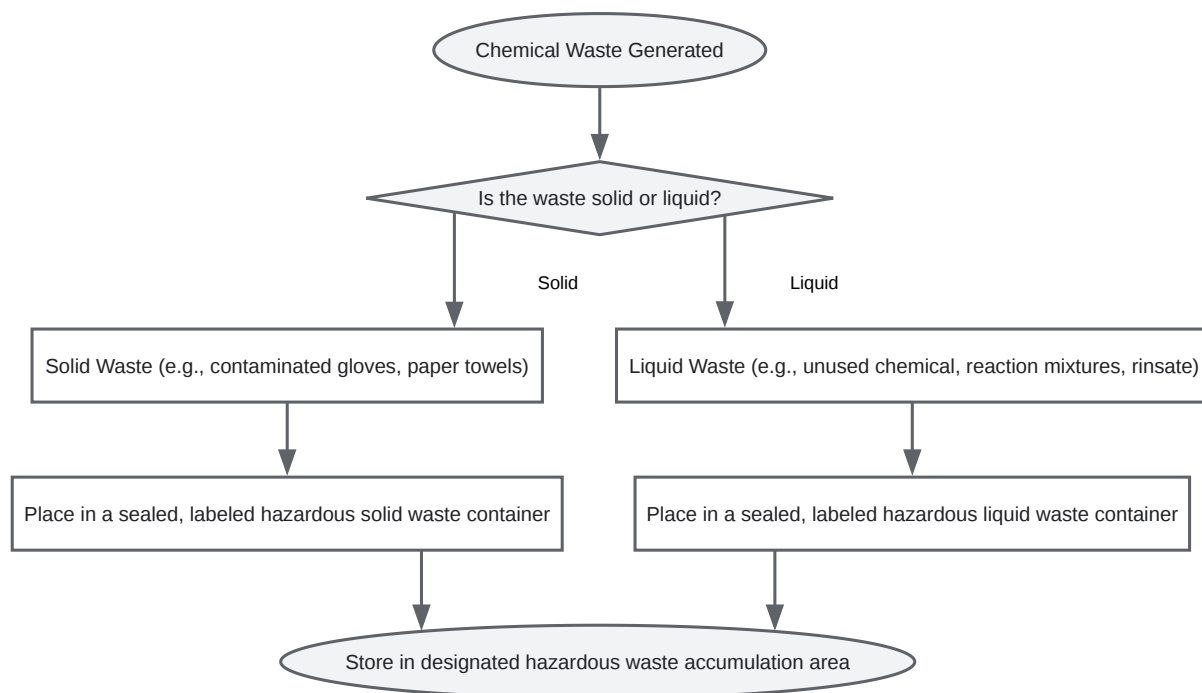 Chemical Waste Generated
Is the waste solid or liquid?
Solid
Liquid
Solid Waste (e.g., contaminated gloves, paper towels)
Liquid Waste (e.g., unused chemical, reaction mixtures, rinsate)
Place in a sealed, labeled hazardous solid waste container
Place in a sealed, labeled hazardous liquid waste container
Store in designated hazardous waste accumulation area